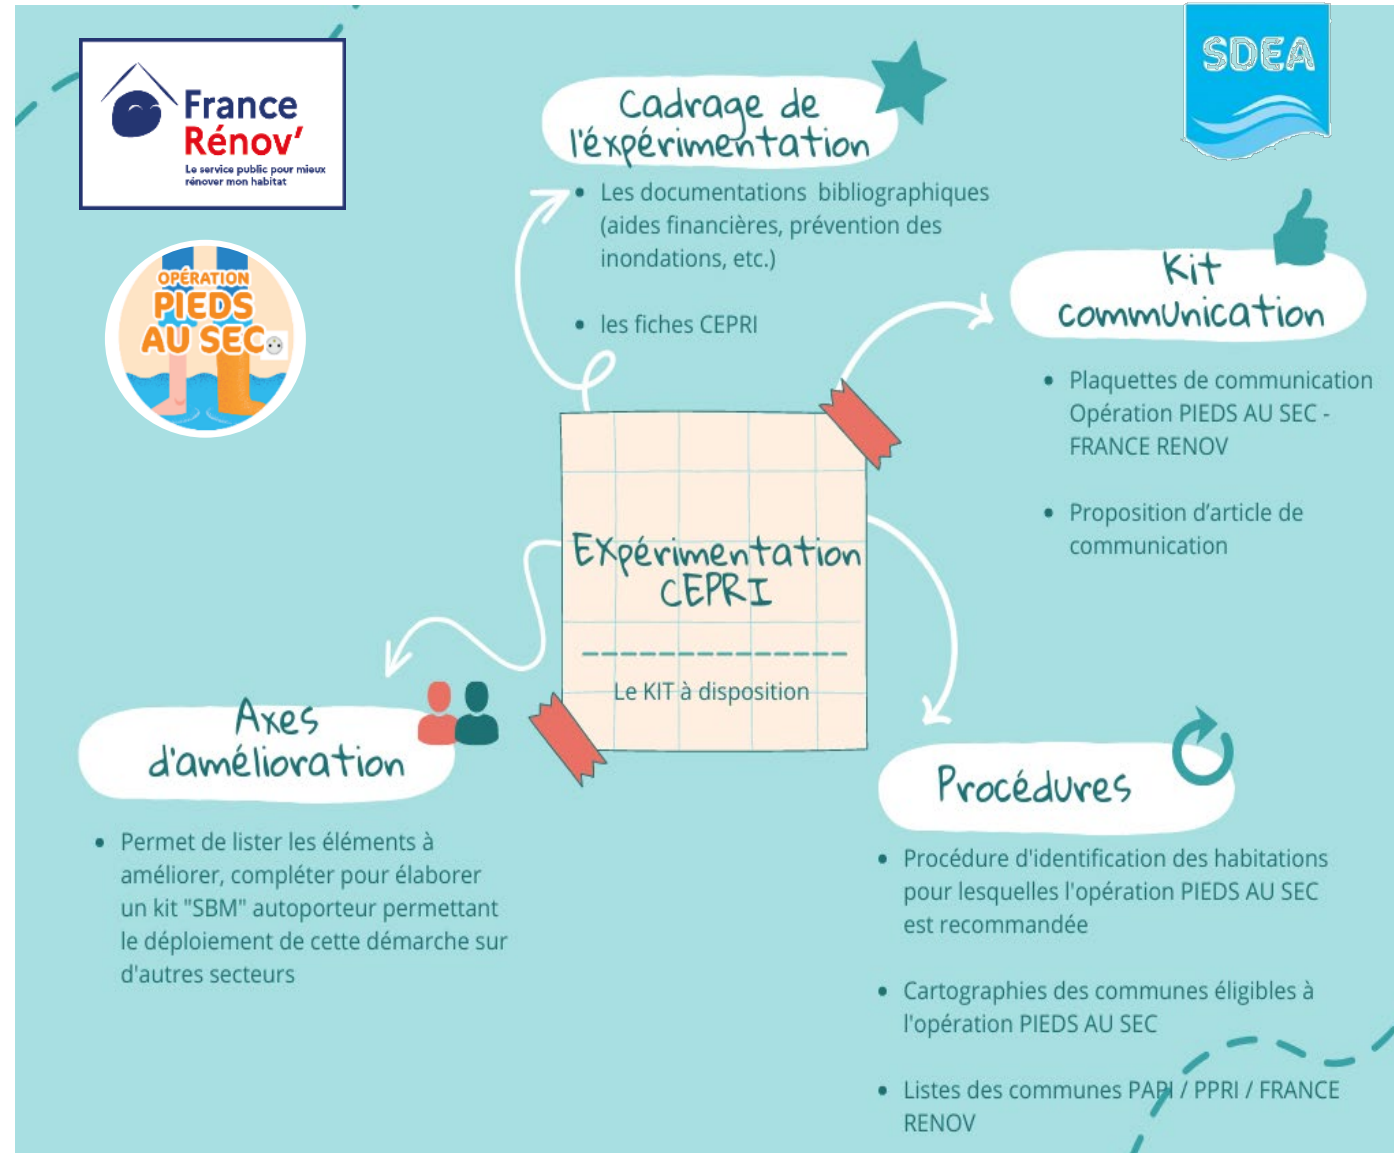 France
Rénov'
Le service public pour mieux
rénover mon habitat
OPÉRATION
PIEDS
AU SEC
SDEA
Cadrage de
l'éxpérimentation
• Les documentations bibliographiques
(aides financières, prévention des
inondations, etc.)
• les fiches CEPRI
Kit
communication
• Plaquettes de communication
Opération PIEDS AU SEC -
FRANCE RENOV
• Proposition d’article de
communication
Expérimentation
CEPRI
Le KIT à disposition
Axes
d'amélioration
• Permet de lister les éléments à
améliorer, compléter pour élaborer
un kit "SBM" autoporteur permettant
le déploiement de cette démarche sur
d'autres secteurs
Procédures
• Procédure d'identification des habitations
pour lesquelles l'opération PIEDS AU SEC
est recommandée
• Cartographies des communes éligibles à
l'opération PIEDS AU SEC
• Listes des communes PAPI / PPRI / FRANCE
RENOV